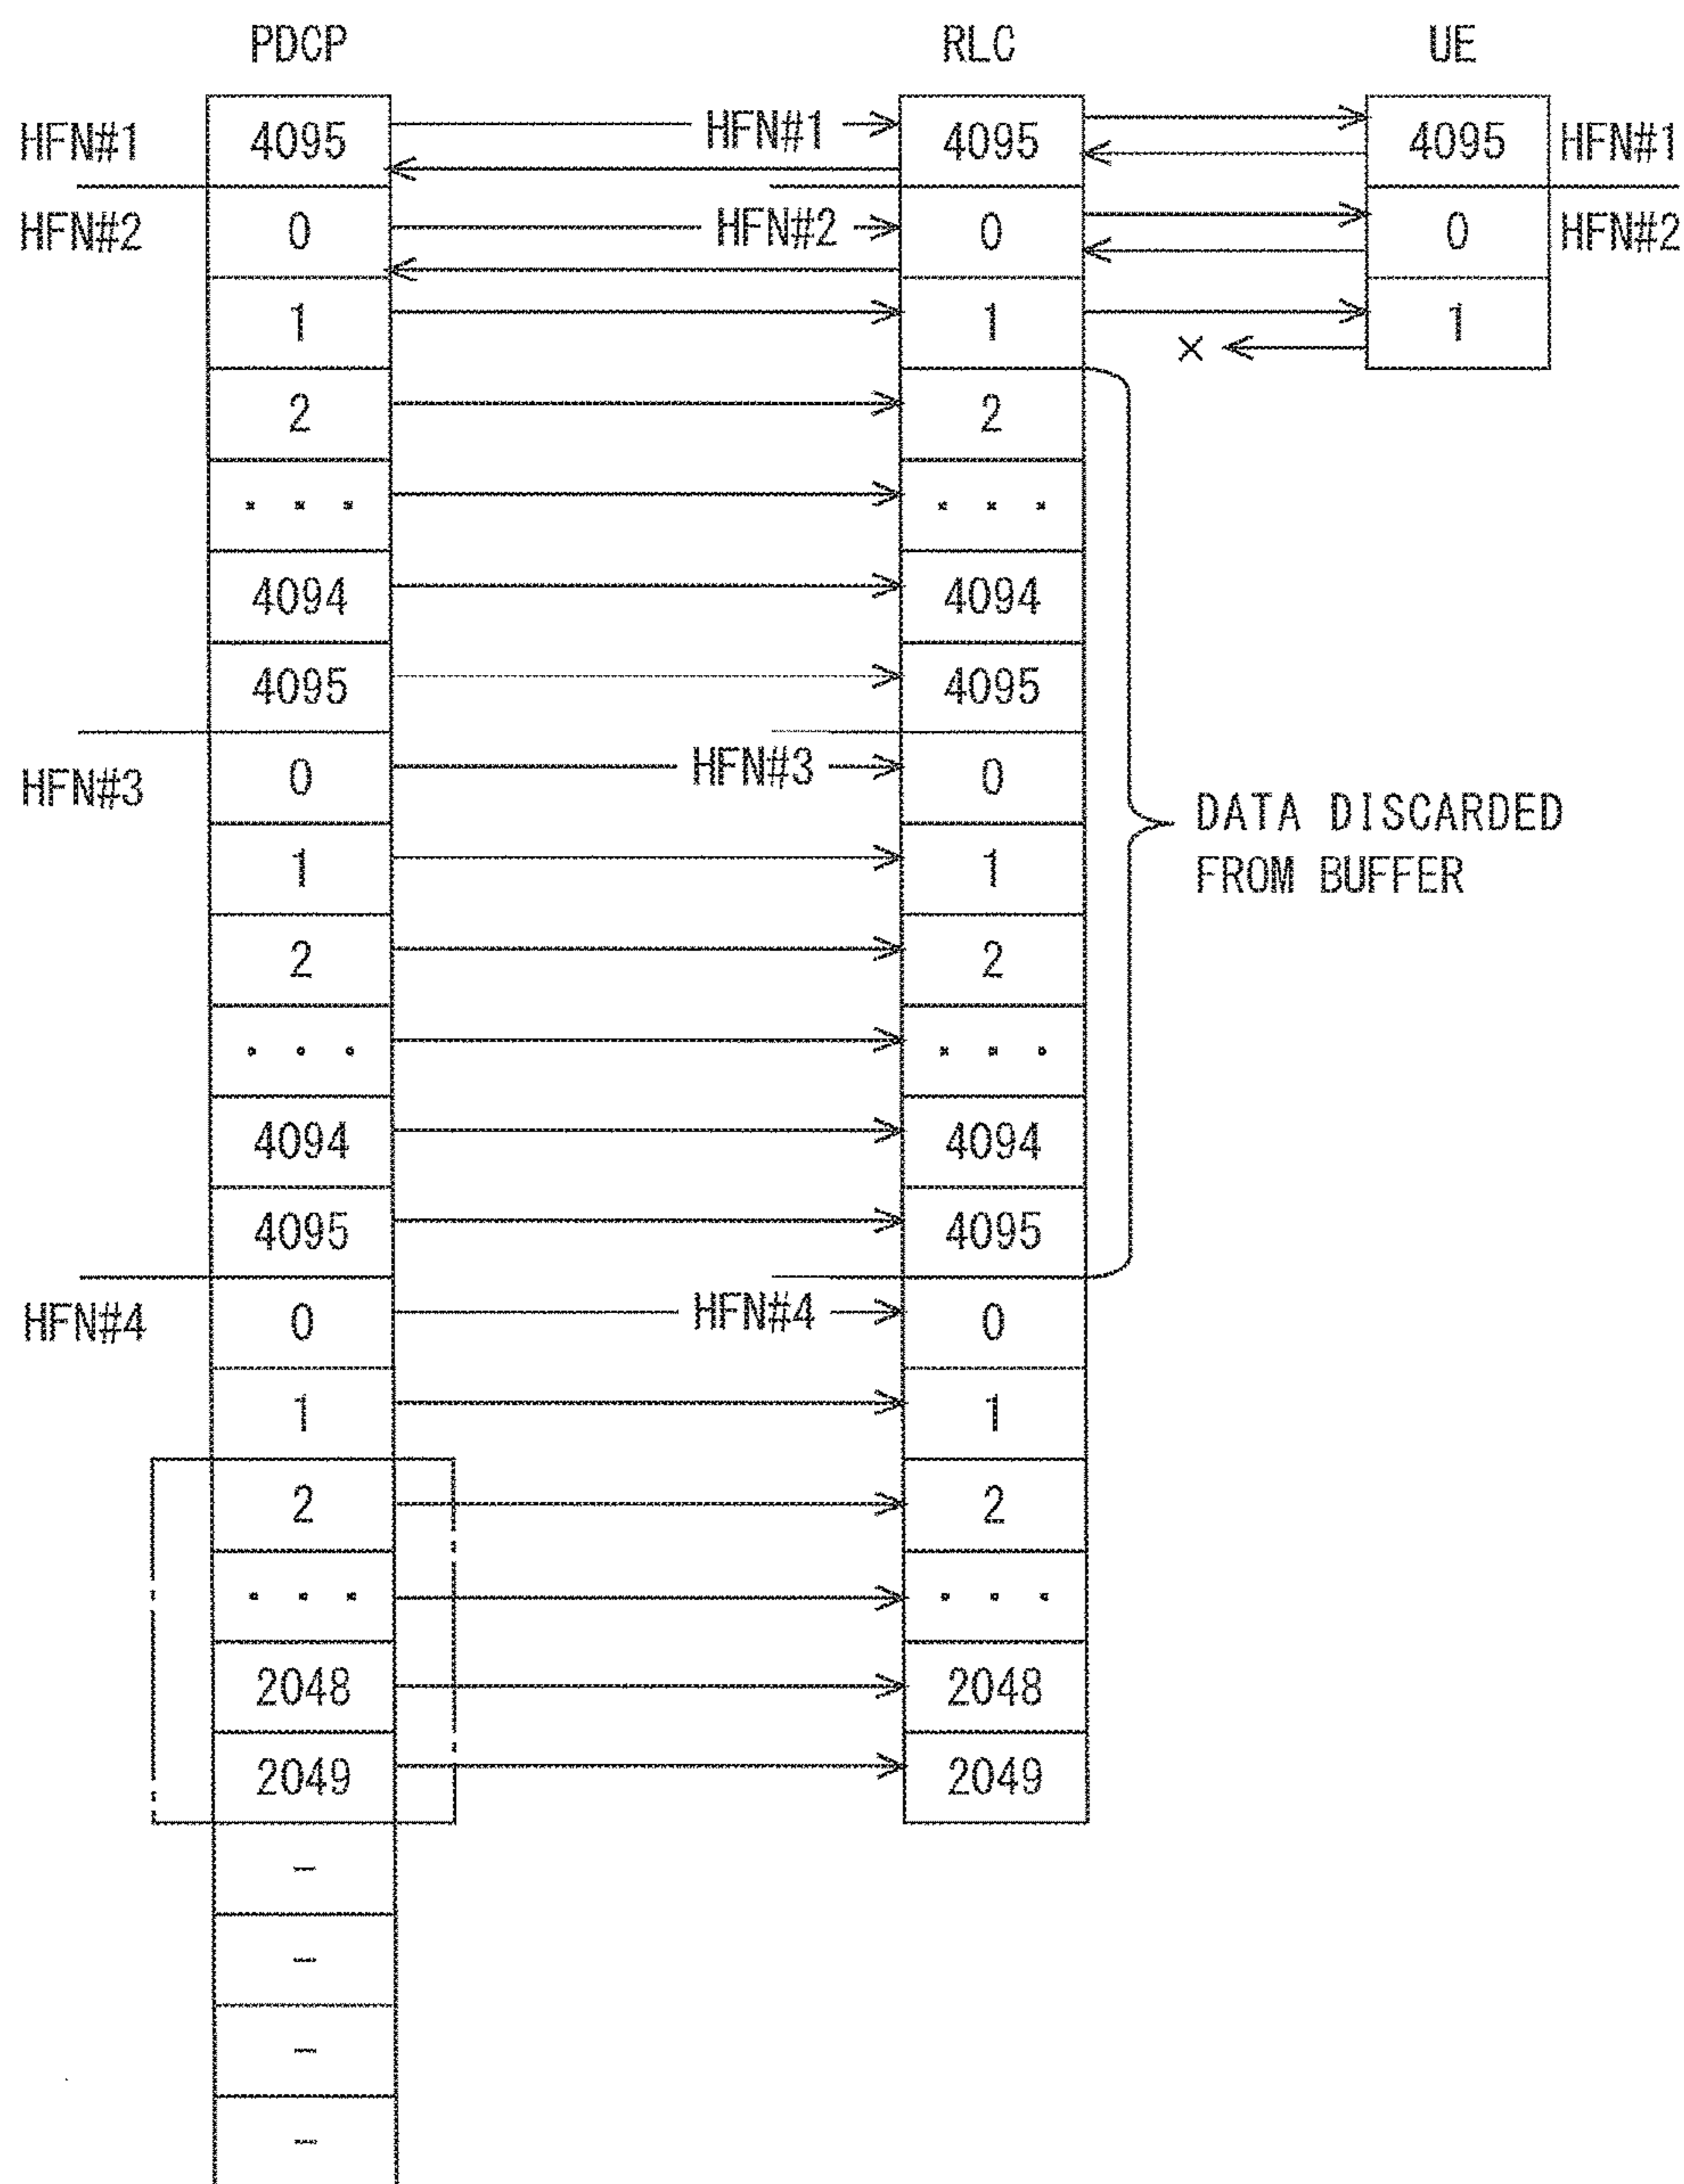 PDCP RLC UE
HFN#1 4095 HFN#1 4095 4095 HFN#1
HFN#2 0 HFN#2 0 0 HFN#2
1 1 1
×
2 2
. . . . . .
4094 4094
4095 4095
HFN#3 0 HFN#3 0
1 1
DATA DISCARDED
FROM BUFFER
2 2
. . . . . .
4094 4094
4095 4095
HFN#4 0 HFN#4 0
1 1
2 2
. . . . . .
2048 2048
2049 2049
–
–
–
–